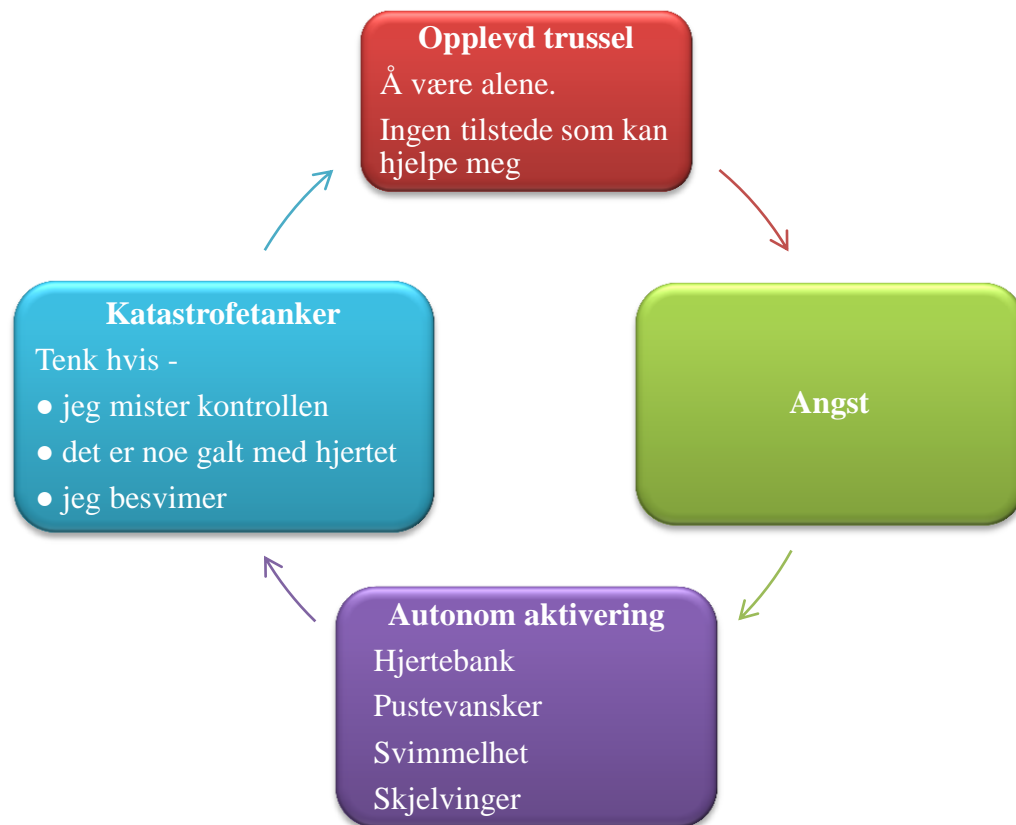 Opplevd trussel
Å være alene.
Ingen tilstede som kan
hjelpe meg
Angst
Autonom aktivering
Hjertebank
Pustevansker
Svimmelhet
Skjelvinger
Katastrofetanker
Tenk hvis -
● jeg mister kontrollen
● det er noe galt med hjertet
● jeg besvimer